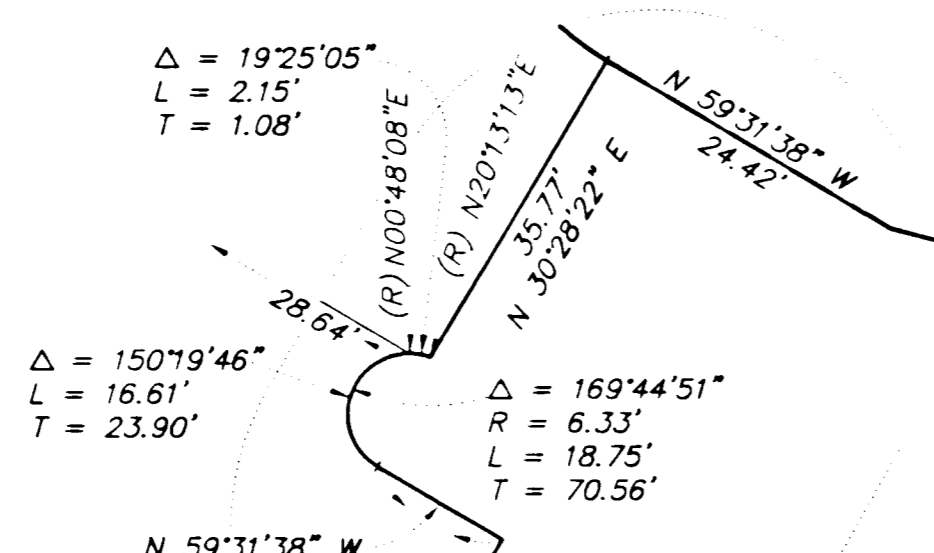 Δ = 19°25'05"
L = 2.15'
T = 1.08'
(R) N00°48'08"E
(R) N20°13'13"E
35.77'
N 30°28'22" E
N 59°31'38" W
24.42'
28.64'
Δ = 150°19'46"
L = 16.61'
T = 23.90'
Δ = 169°44'51"
R = 6.33'
L = 18.75'
T = 70.56'
N 59°31'38" W